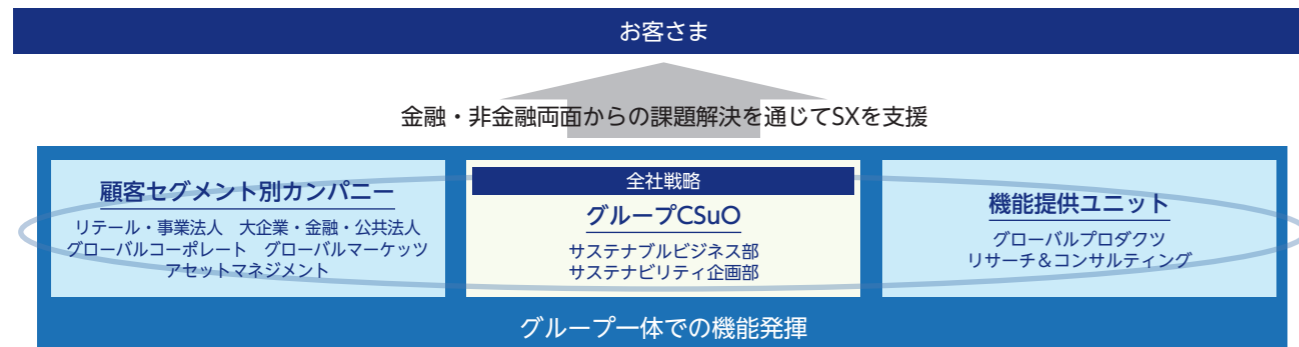 お客さま
金融・非金融両面からの課題解決を通じてSXを支援
顧客セグメント別カンパニー
リテール・事業法人　大企業・金融・公共法人
グローバルコーポレート　グローバルマーケッツ
アセットマネジメント
全社戦略
グループCSuO
サステナブルビジネス部
サステナビリティ企画部
機能提供ユニット
グローバルプロダクツ
リサーチ＆コンサルティング
グループ一体での機能発揮